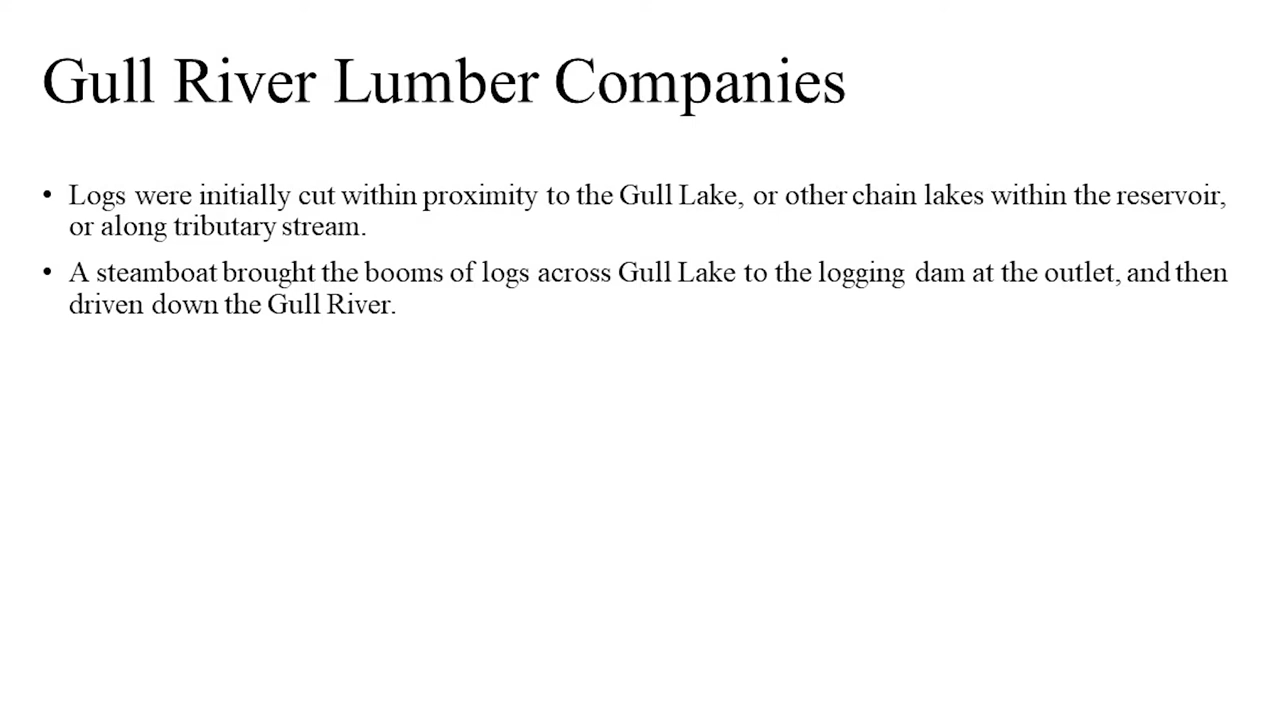 Gull River Lumber Companies
• Logs were initially cut within proximity to the Gull Lake, or other chain lakes within the reservoir,
or along tributary stream.
• A steamboat brought the booms of logs across Gull Lake to the logging dam at the outlet, and then
driven down the Gull River.